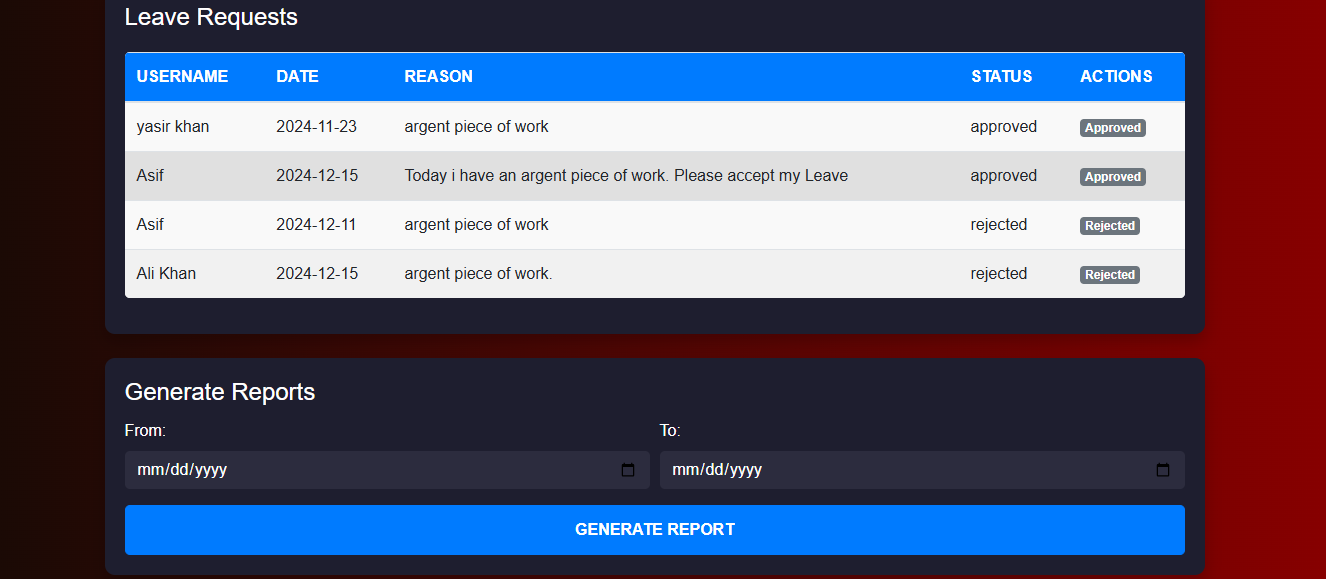 Leave Requests
USERNAME DATE REASON STATUS ACTIONS
yasir khan 2024-11-23 argent piece of work approved Approved
Asif 2024-12-15 Today i have an argent piece of work. Please accept my Leave approved Approved
Asif 2024-12-11 argent piece of work rejected Rejected
Ali Khan 2024-12-15 argent piece of work. rejected Rejected
Generate Reports
From: To:
mm/dd/yyyy mm/dd/yyyy
GENERATE REPORT